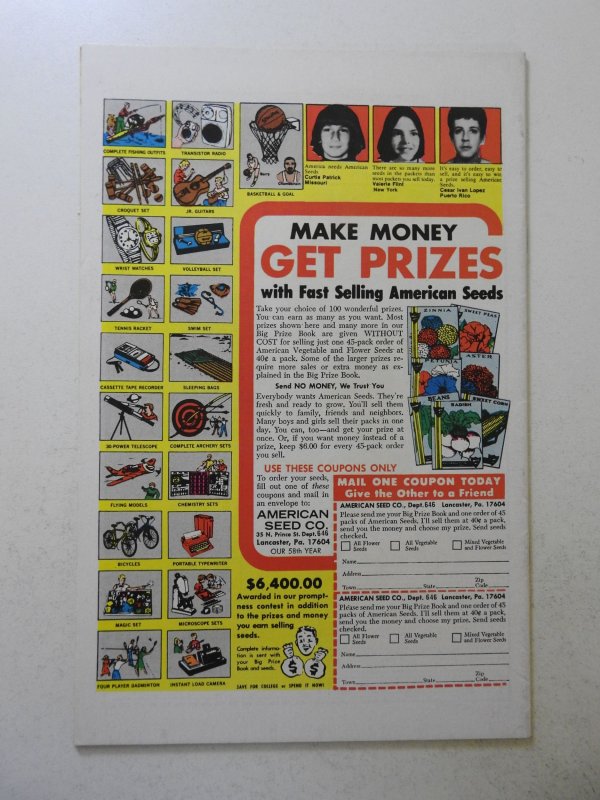 COMPLETE FISHING OUTFITS
TRANSISTOR RADIO
BASKETBALL & GOAL
CROQUET SET
JR. GUITARS
WRIST WATCHES
VOLLEYBALL SET
TENNIS RACKET
SWIM SET
CASSETTE TAPE RECORDER
SLEEPING BAGS
30-POWER TELESCOPE
COMPLETE ARCHERY SETS
FLYING MODELS
CHEMISTRY SETS
BICYCLES
PORTABLE TYPEWRITER
MAGIC SET
MICROSCOPE SETS
FOUR PLAYER BADMINTON
INSTANT LOAD CAMERA
America needs American
Seeds.
Curtis Patrick
Missouri
There are so many more
seeds in the packets than
most packets you sell today.
Valerie Flint
New York
It's easy to order, easy to
sell, and it's easy to win
a prize selling American
Seeds.
Cesar Ivan Lopez
Puerto Rico
MAKE MONEY
GET PRIZES
with Fast Selling American Seeds
Take your choice of 100 wonderful prizes.
You can earn as many as you want. Most
prizes shown here and many more in our
Big Prize Book are given WITHOUT
COST for selling just one 45-pack order of
American Vegetable and Flower Seeds at
40¢ a pack. Some of the larger prizes re-
quire more sales or extra money as ex-
plained in the Big Prize Book.
Send NO MONEY, We Trust You
Everybody wants American Seeds. They're
fresh and ready to grow. You'll sell them
quickly to family, friends and neighbors.
Many boys and girls sell their packs in one
day. You, can, too—and get your prize at
once. Or, if you want money instead of a
prize, keep $6.00 for every 45-pack order
you sell.
ZINNIA
SWEET PEAS
PETUNIA
ASTER
BEANS
RADISH
SWEET CORN
USE THESE COUPONS ONLY
To order your seeds,
fill out one of these
coupons and mail in
an envelope to:
AMERICAN
SEED CO.
35 N. Prince St. Dept. 646
Lancaster, Pa. 17604
OUR 58th YEAR
MAIL ONE COUPON TODAY
Give the Other to a Friend
AMERICAN SEED CO., Dept. 646 Lancaster, Pa. 17604
Please send me your Big Prize Book and one order of 45
packs of American Seeds. I'll sell them at 40¢ a pack,
send you the money and choose my prize. Send seeds
checked.
All Flower
Seeds
All Vegetable
Seeds
Mixed Vegetable
and Flower Seeds
Name
Address
Town State Zip Code
AMERICAN SEED CO., Dept. 646 Lancaster, Pa. 17604
Please send me your Big Prize Book and one order of 45
packs of American Seeds. I'll sell them at 40¢ a pack,
send you the money and choose my prize. Send seeds
checked.
All Flower
Seeds
All Vegetable
Seeds
Mixed Vegetable
and Flower Seeds
Name
Address
Town State Zip Code
$6,400.00
Awarded in our prompt-
ness contest in addition
to the prizes and money
you earn selling
seeds.
Complete informa-
tion is sent with
your Big Prize
Book and seeds.
$ $
SAVE FOR COLLEGE or SPEND IT NOW!